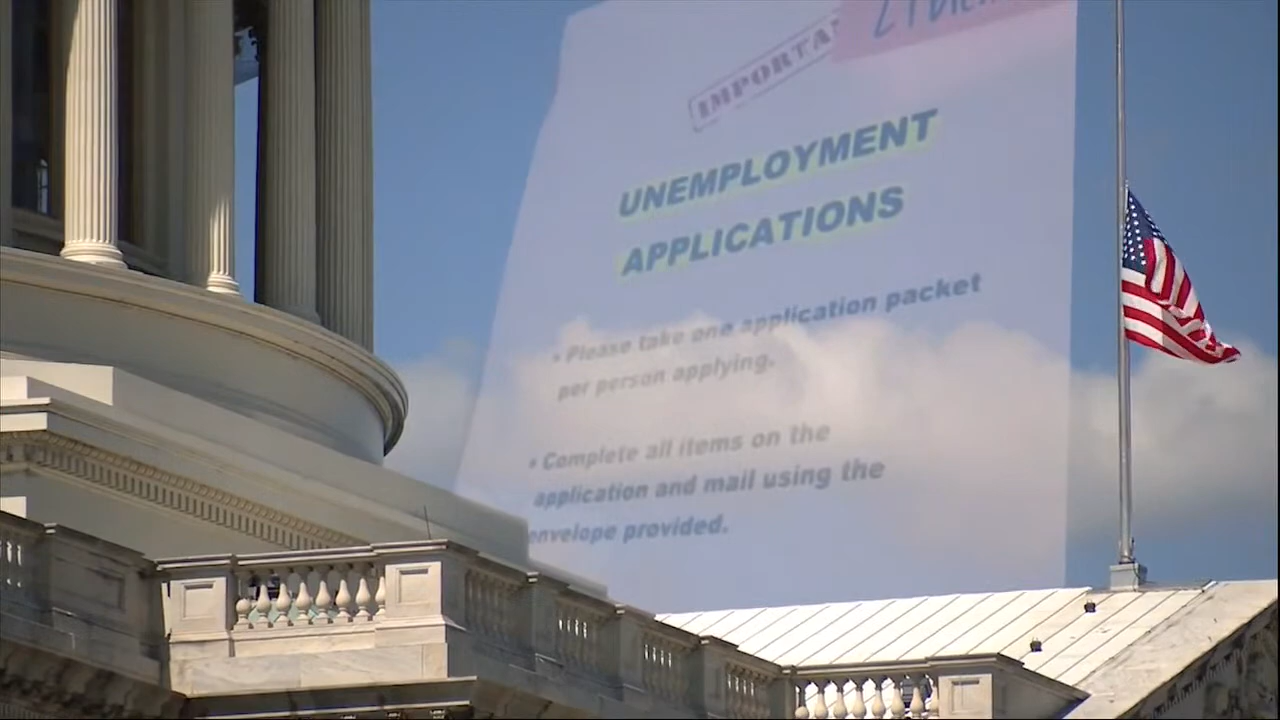 UNEMPLOYMENT
APPLICATIONS
• Please take one application packet
per person applying.
• Complete all items on the
application and mail using the
envelope provided.